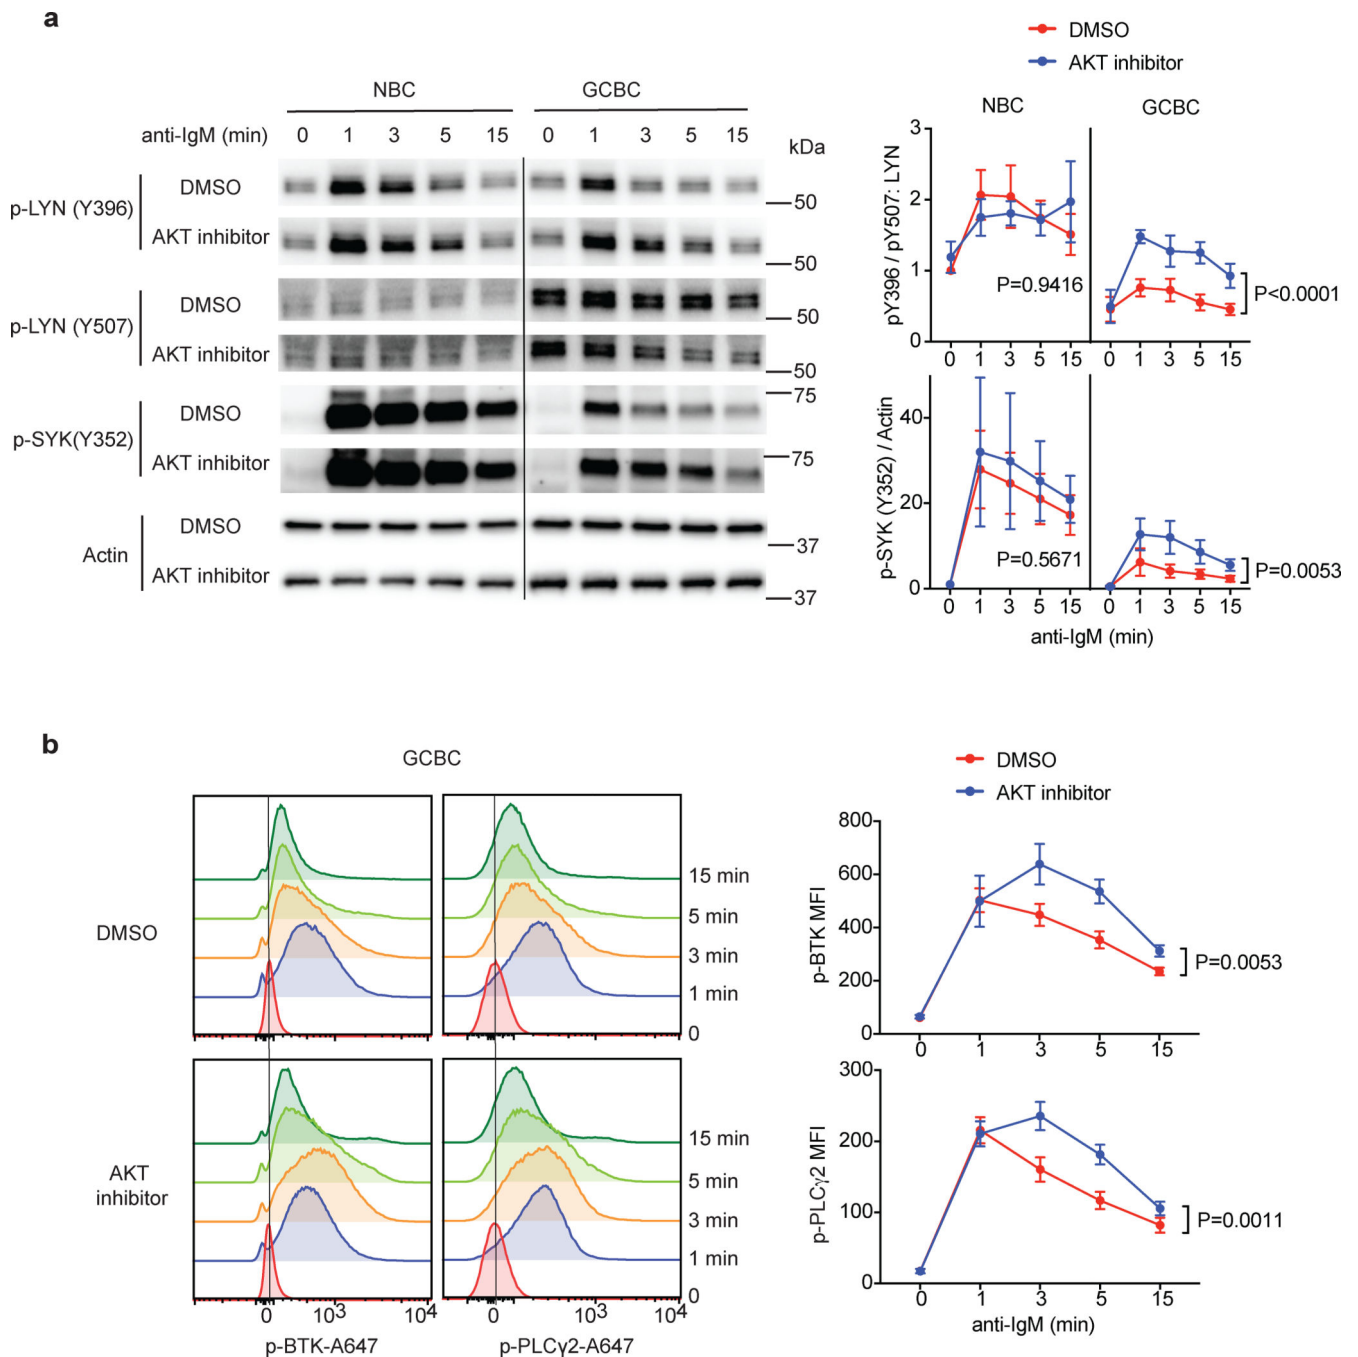 a
DMSO
AKT inhibitor
NBC GCBC
anti-IgM (min) 0 1 3 5 15 0 1 3 5 15 kDa
p-LYN (Y396) DMSO 50
AKT inhibitor 50
p-LYN (Y507) DMSO 50
AKT inhibitor 50
p-SYK(Y352) DMSO 75
AKT inhibitor 75
Actin DMSO 37
AKT inhibitor 37
NBC GCBC
pY396 / pY507: LYN
3
2
1
0
P=0.9416
P<0.0001
0 1 3 5 15 0 1 3 5 15
p-SYK (Y352) / Actin
40
20
0
P=0.5671
P=0.0053
0 1 3 5 15 0 1 3 5 15
anti-IgM (min)
b
GCBC
DMSO
15 min
5 min
3 min
1 min
0
AKT
inhibitor
15 min
5 min
3 min
1 min
0
0 10³ 10⁴ 0 10³ 10⁴
p-BTK-A647 p-PLCγ2-A647
DMSO
AKT inhibitor
p-BTK MFI
800
600
400
200
0
P=0.0053
0 1 3 5 15
p-PLCγ2 MFI
300
200
100
0
P=0.0011
0 1 3 5 15
anti-IgM (min)